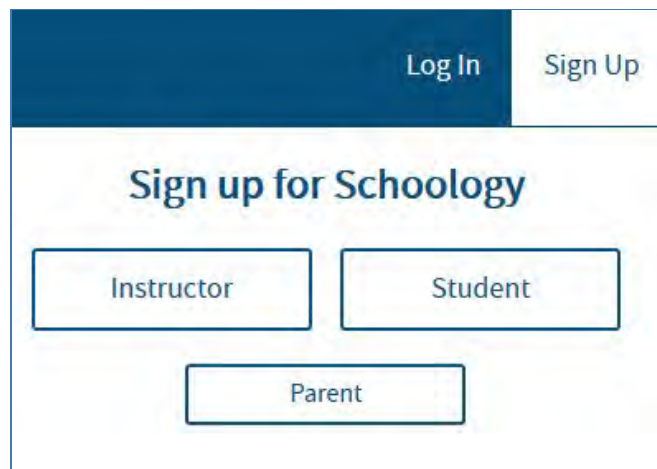 Log In Sign Up
Sign up for Schoology
Instructor Student
Parent